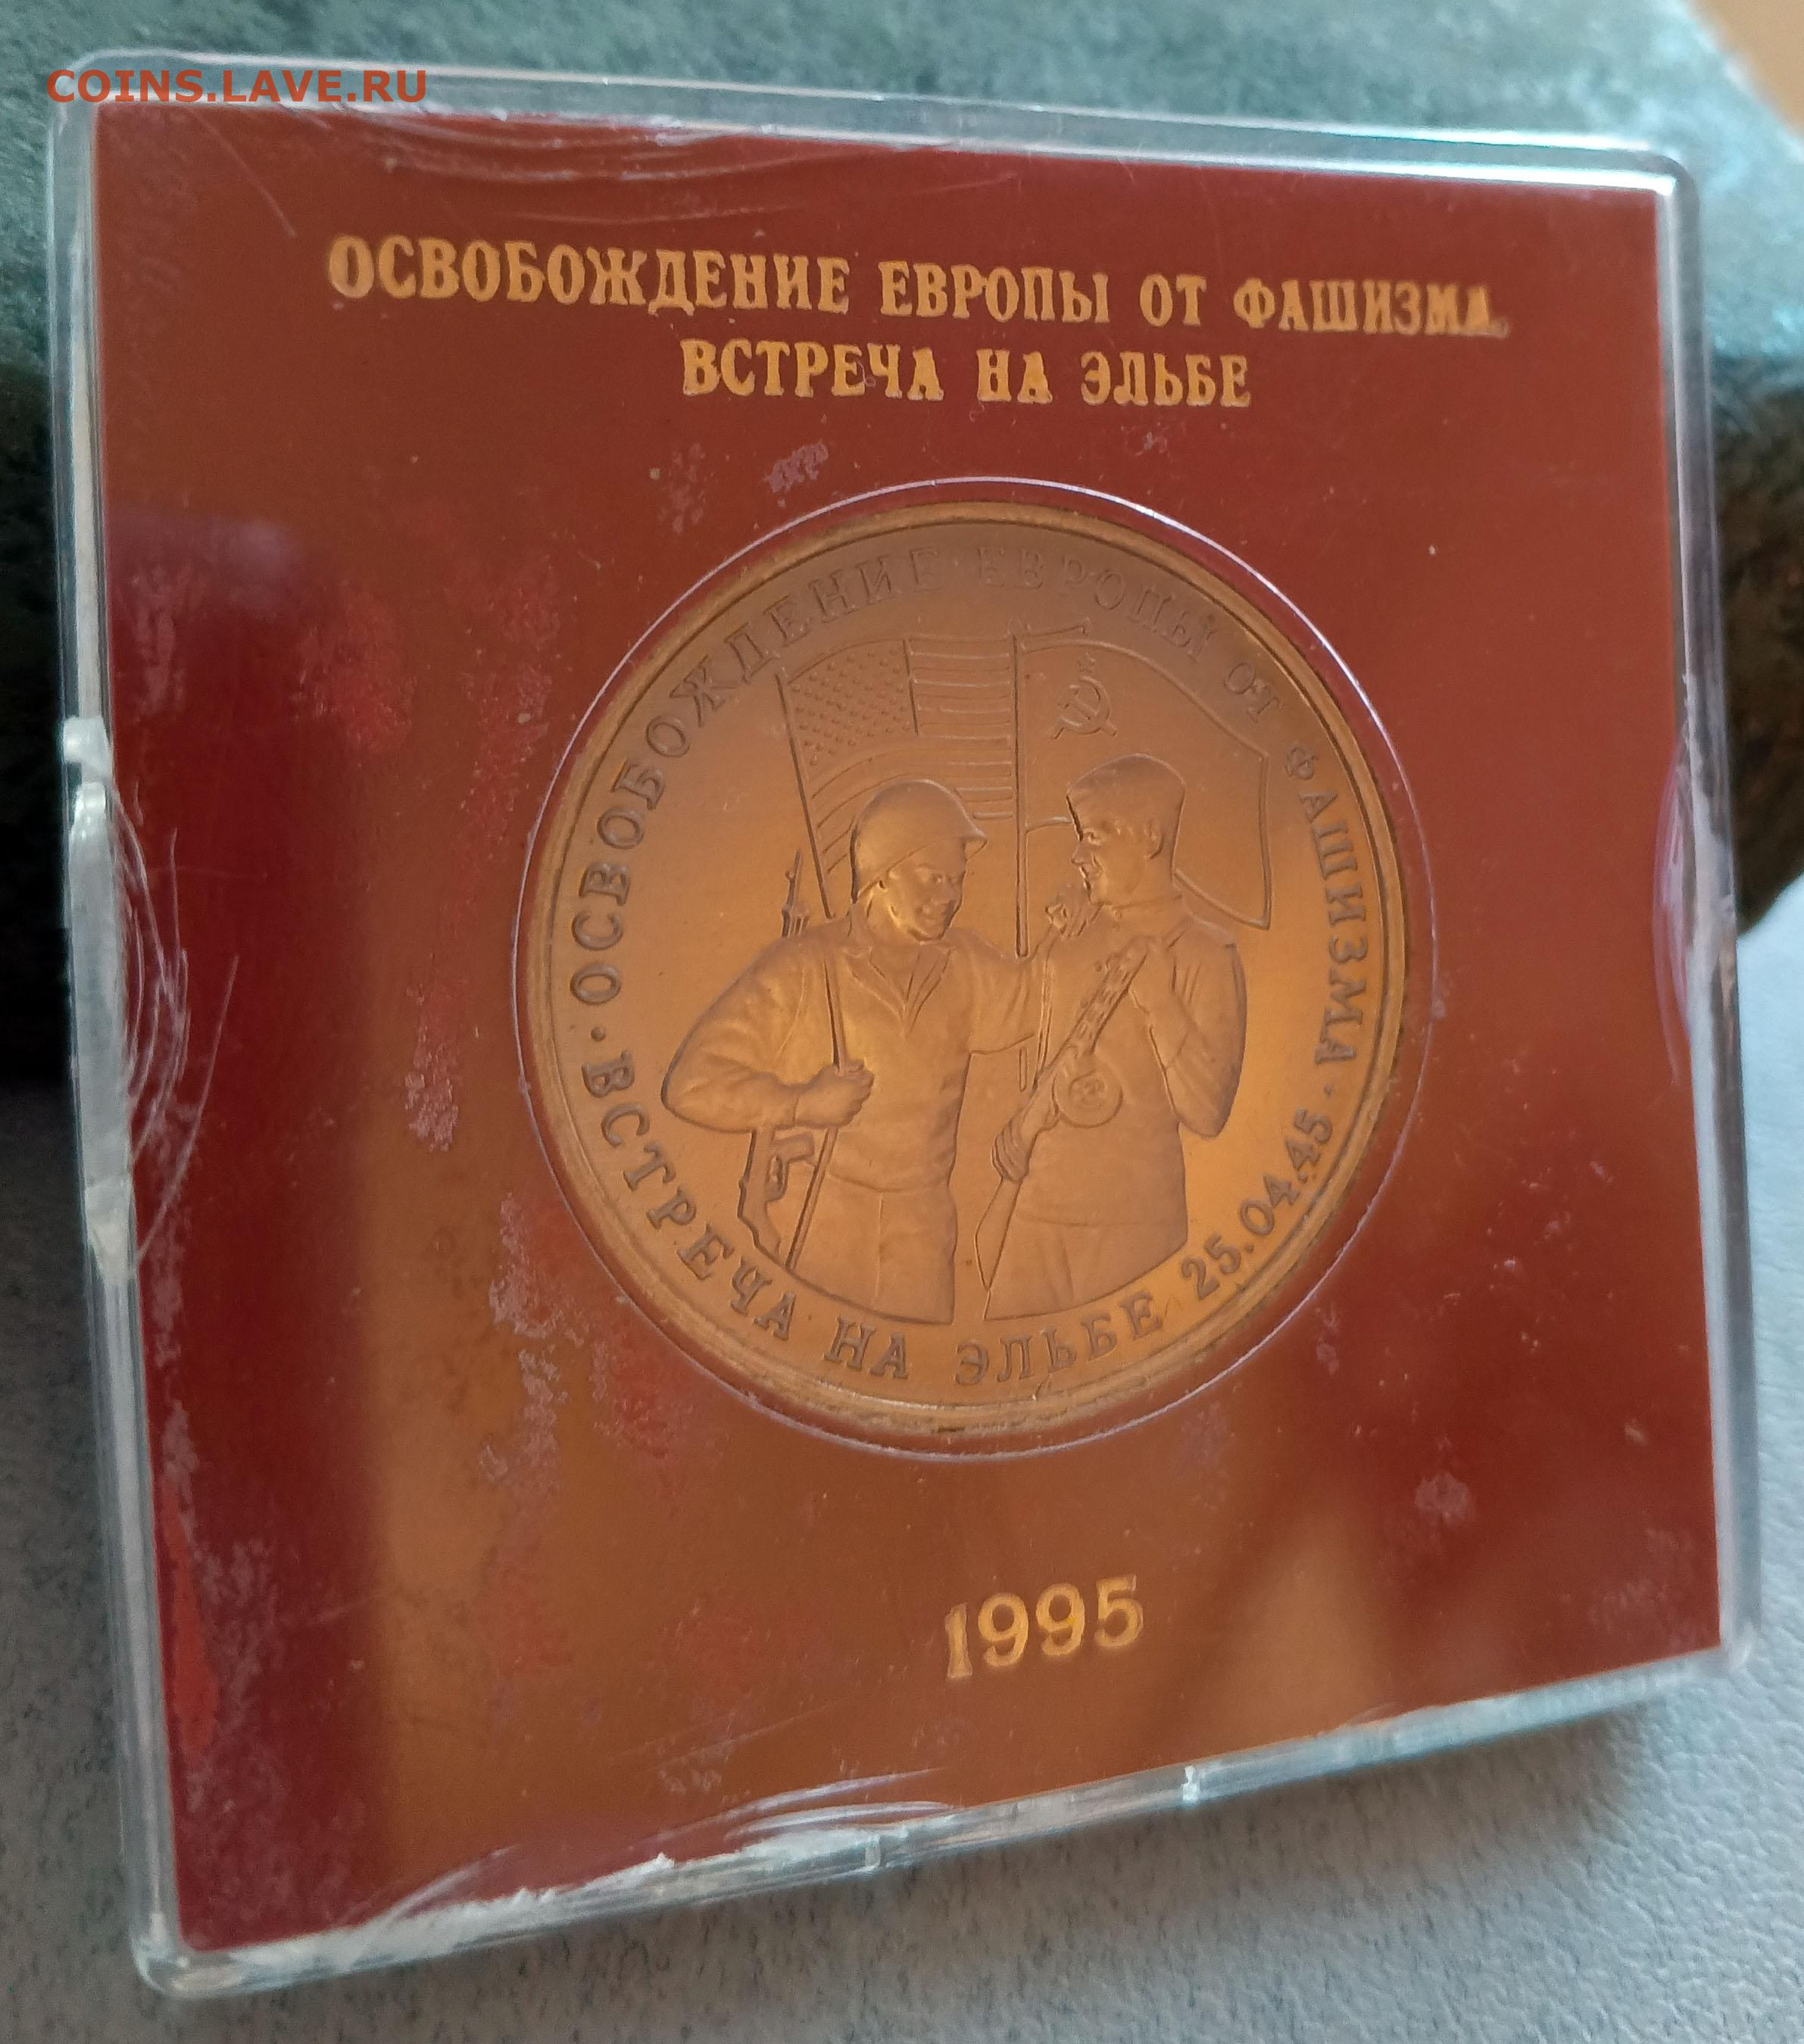 COINS.LAVE.RU
ОСВОБОЖДЕНИЕ ЕВРОПЫ ОТ ФАШИЗМА.
ВСТРЕЧА НА ЭЛЬБЕ
·ОСВОБОЖДЕНИЕ ЕВРОПЫ ОТ ФАШИЗМА·
ВСТРЕЧА НА ЭЛЬБЕ 25.04.45
1995